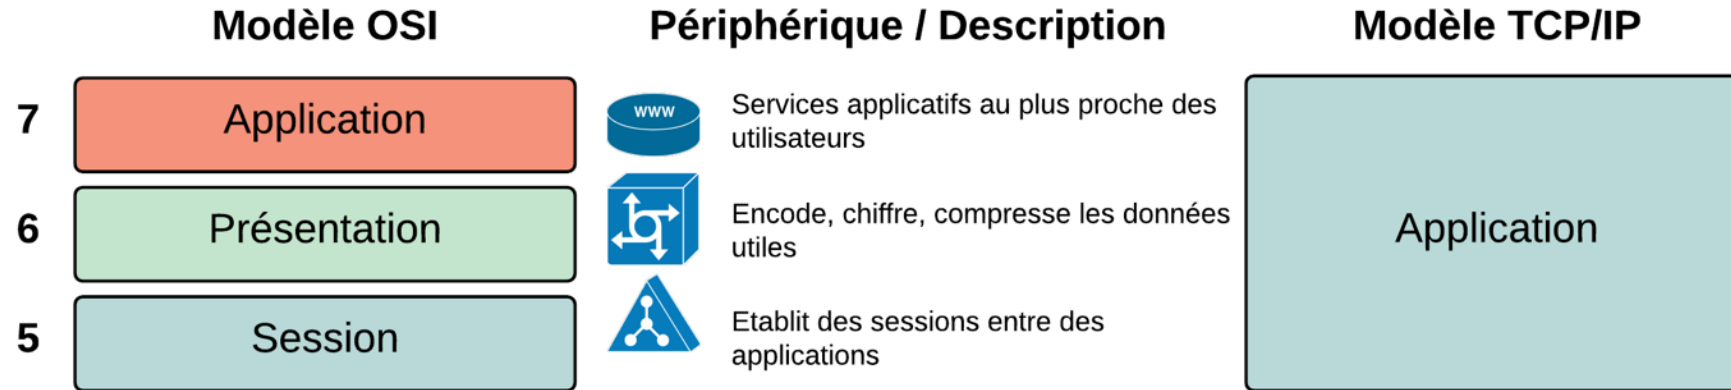 Modèle OSI
Périphérique / Description
Modèle TCP/IP
7
Application
www
Services applicatifs au plus proche des
utilisateurs
6
Présentation
Encode, chiffre, compresse les données
utiles
Application
5
Session
Etablit des sessions entre des
applications